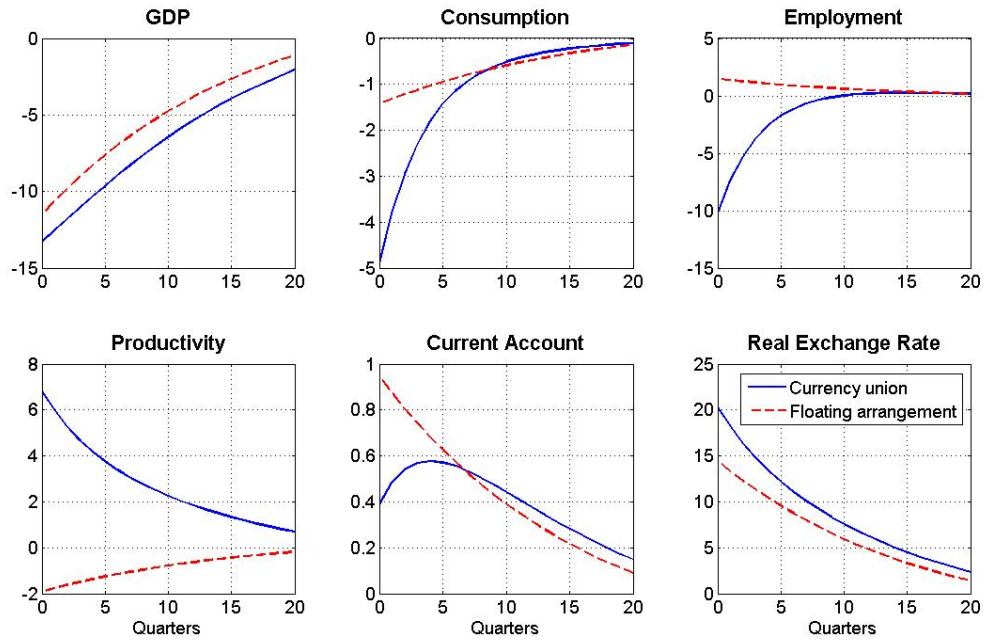 GDP
Consumption
Employment
0
-5
-10
-15
0 5 10 15 20
0
-1
-2
-3
-4
-5
0 5 10 15 20
5
0
-5
-10
-15
0 5 10 15 20
Productivity
Current Account
Real Exchange Rate
8
6
4
2
0
-2
0 5 10 15 20
Quarters
1
0.8
0.6
0.4
0.2
0
0 5 10 15 20
Quarters
25
20
15
10
5
0
Currency union
Floating arrangement
0 5 10 15 20
Quarters